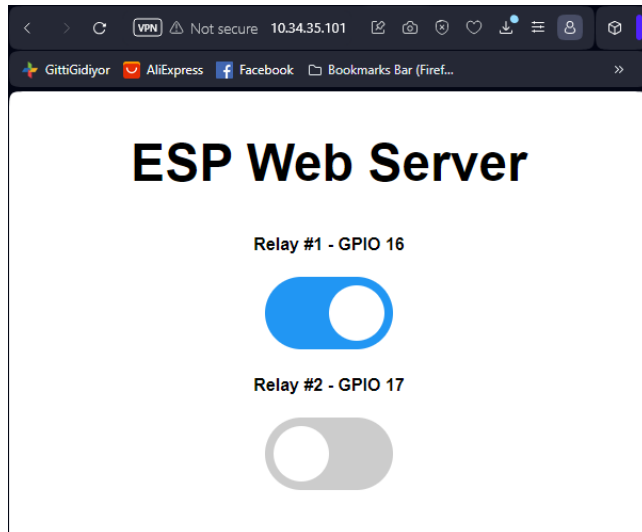 VPN Not secure 10.34.35.101
GittiGidiyor AliExpress Facebook Bookmarks Bar (Firef... »
ESP Web Server
Relay #1 - GPIO 16
Relay #2 - GPIO 17